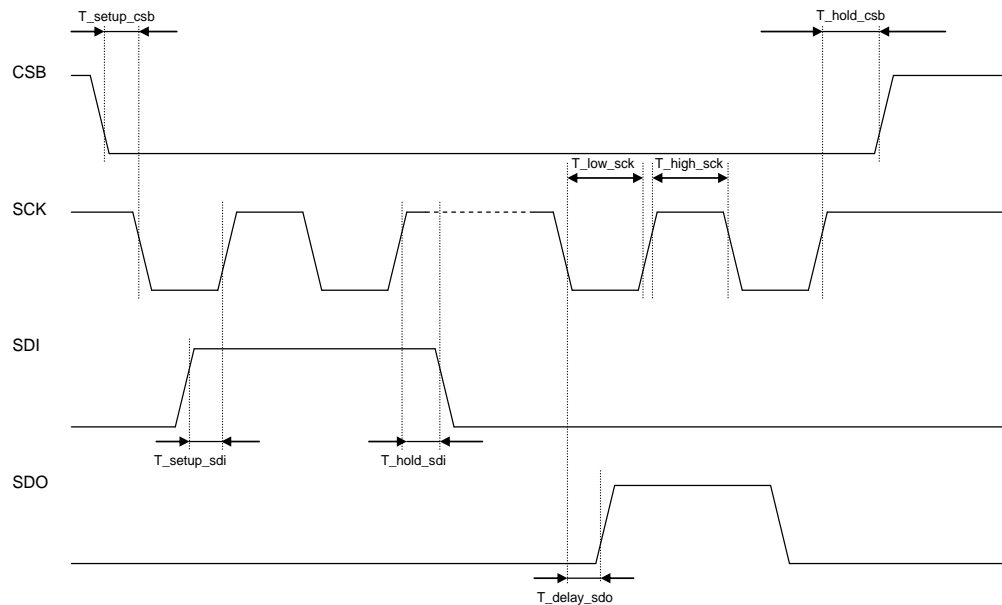 T_setup_csb
T_hold_csb
CSB
T_low_sck
T_high_sck
SCK
SDI
T_setup_sdi
T_hold_sdi
SDO
T_delay_sdo